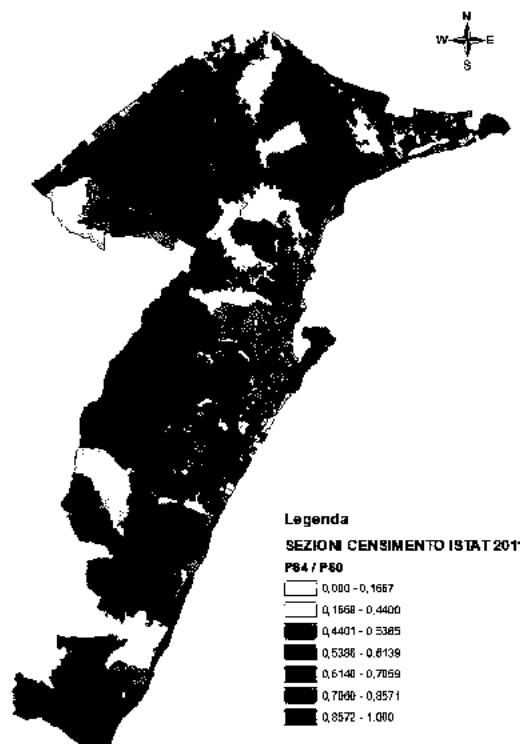 N
W E
S
Legenda
SEZIONI CENSIMENTO ISTAT 2011
P64 / P60
0,000 - 0,1667
0,1668 - 0,4400
0,4401 - 0,5385
0,5386 - 0,6139
0,6140 - 0,7059
0,7060 - 0,8571
0,8572 - 1,000